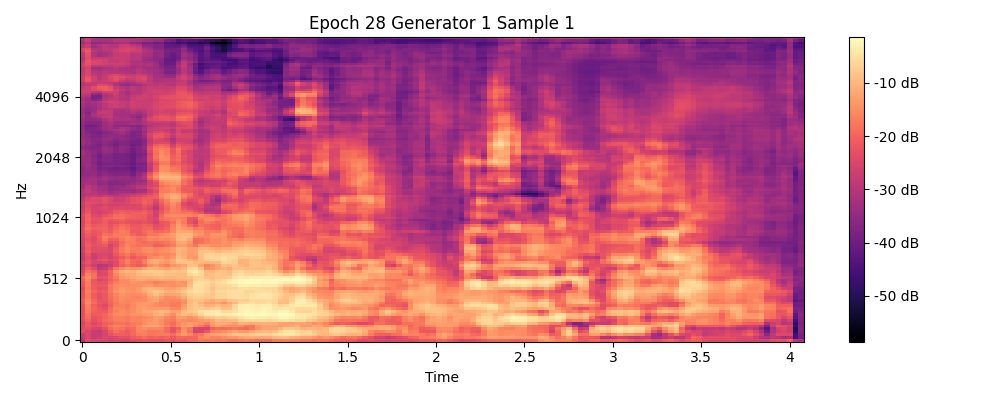 Epoch 28 Generator 1 Sample 1
Hz
4096
2048
1024
512
0
0 0.5 1 1.5 2 2.5 3 3.5 4
Time
-10 dB
-20 dB
-30 dB
-40 dB
-50 dB